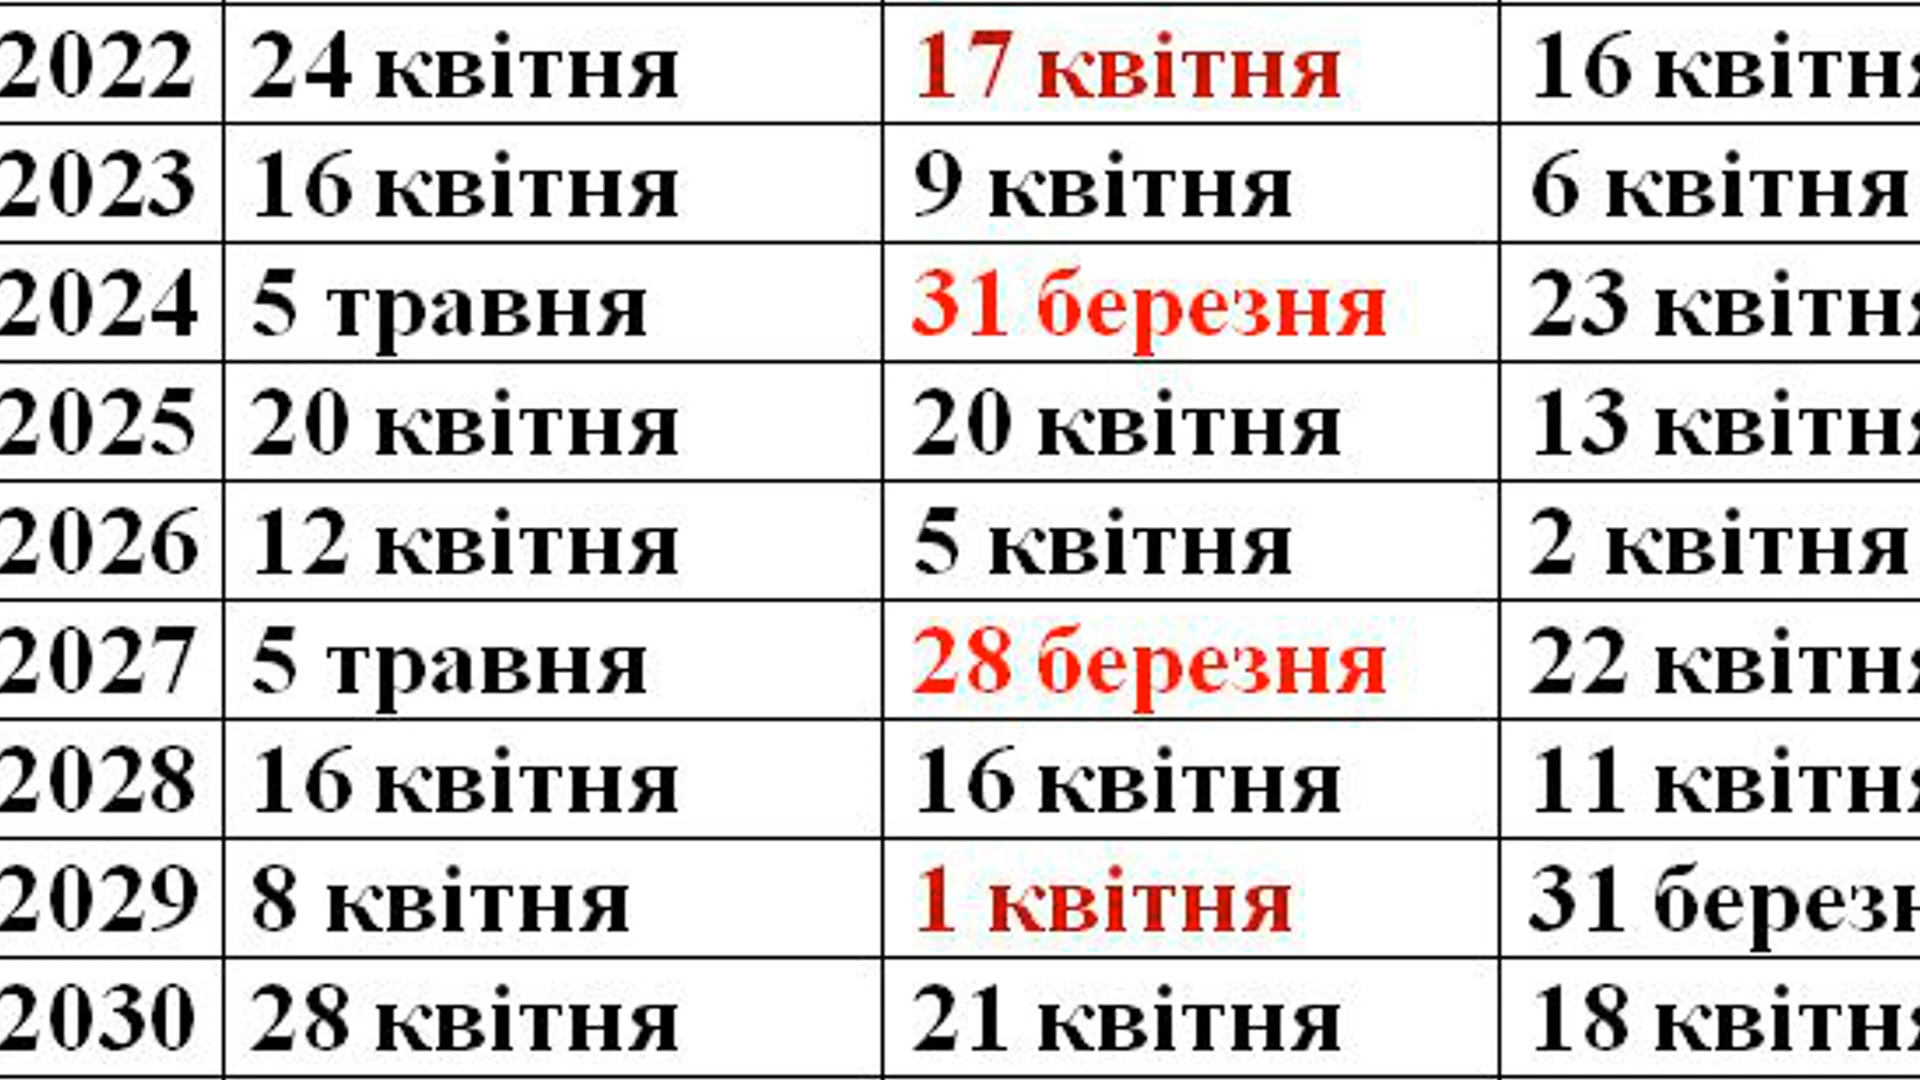 2022 24 квітня 17 квітня 16 квітня
2023 16 квітня 9 квітня 6 квітня
2024 5 травня 31 березня 23 квітня
2025 20 квітня 20 квітня 13 квітня
2026 12 квітня 5 квітня 2 квітня
2027 5 травня 28 березня 22 квітня
2028 16 квітня 16 квітня 11 квітня
2029 8 квітня 1 квітня 31 березн
2030 28 квітня 21 квітня 18 квітня